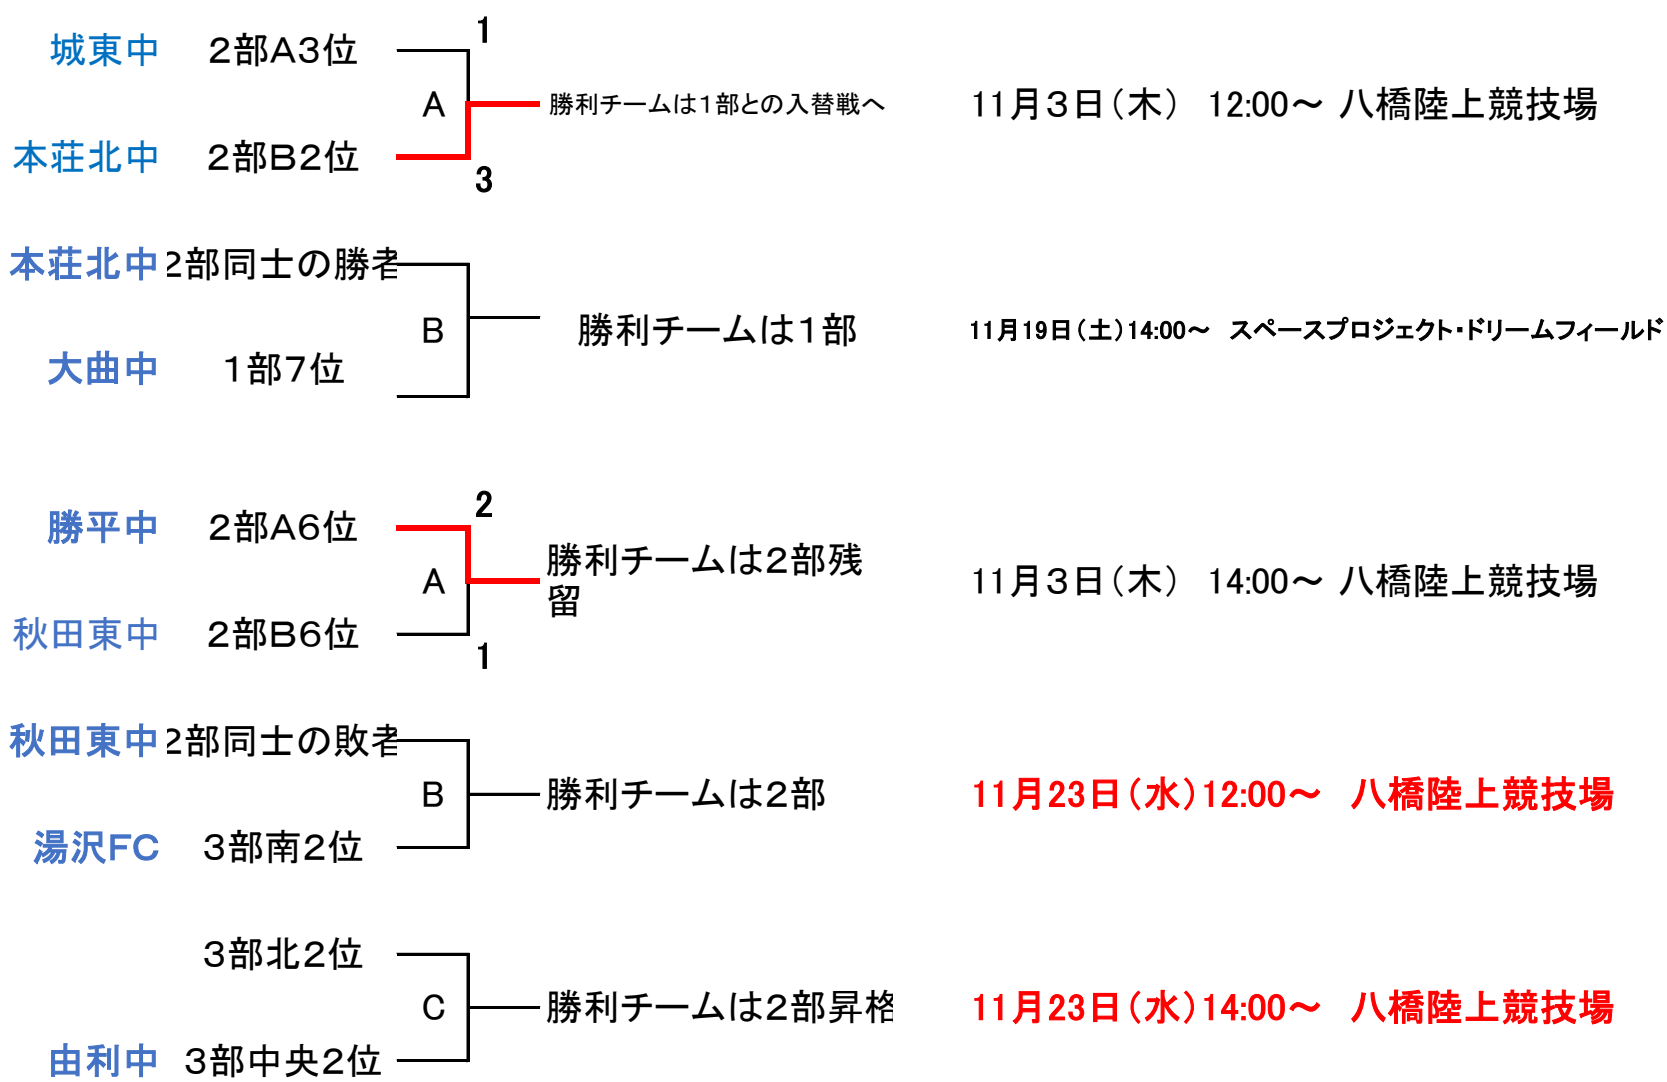 1
城東中 2部A3位
A 勝利チームは1部との入替戦へ 11月3日(木) 12:00~ 八橋陸上競技場
本荘北中 2部B2位
3
本荘北中 2部同士の勝者
B 勝利チームは1部 11月19日(土)14:00~ スペースプロジェクト・ドリームフィールド
大曲中 1部7位
2
勝平中 2部A6位
勝利チームは2部残
A 11月3日(木) 14:00~ 八橋陸上競技場
留
秋田東中 2部B6位
1
秋田東中 2部同士の敗者
B 勝利チームは2部 11月23日(水)12:00~ 八橋陸上競技場
湯沢FC 3部南2位
3部北2位
C 勝利チームは2部昇格 11月23日(水)14:00~ 八橋陸上競技場
由利中 3部中央2位